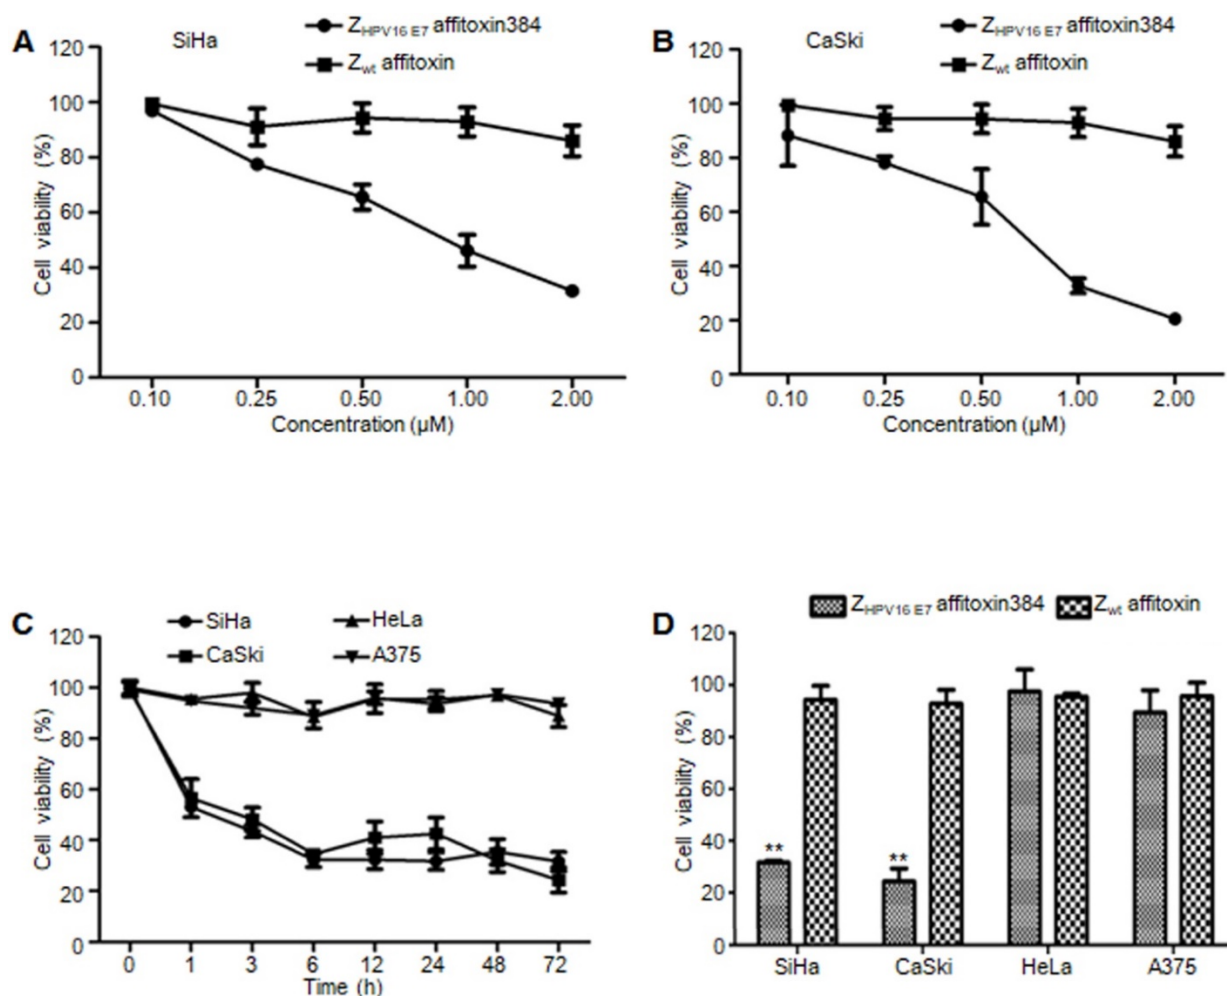 A
SiHa
Z HPV16 E7 affitoxin384
Z wt affitoxin
120
100
80
60
40
20
0
Cell viability (%)
0.10 0.25 0.50 1.00 2.00
Concentration (µM)
B
CaSki
Z HPV16 E7 affitoxin384
Z wt affitoxin
120
100
80
60
40
20
0
Cell viability (%)
0.10 0.25 0.50 1.00 2.00
Concentration (µM)
C
SiHa HeLa
CaSki A375
120
100
80
60
40
20
0
Cell viability (%)
0 1 3 6 12 24 48 72
Time (h)
D
Z HPV16 E7 affitoxin384 Z wt affitoxin
120
100
80
60
40
20
0
Cell viability (%)
** **
SiHa CaSki HeLa A375